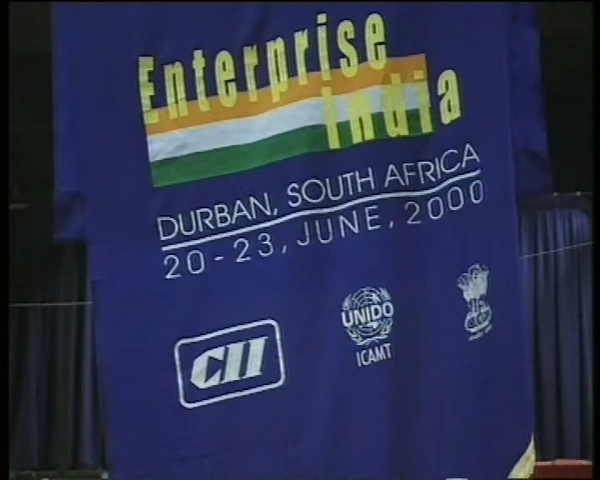 Enterprise
india
DURBAN, SOUTH AFRICA
20-23, JUNE, 2000
CII
UNIDO
ICAMT